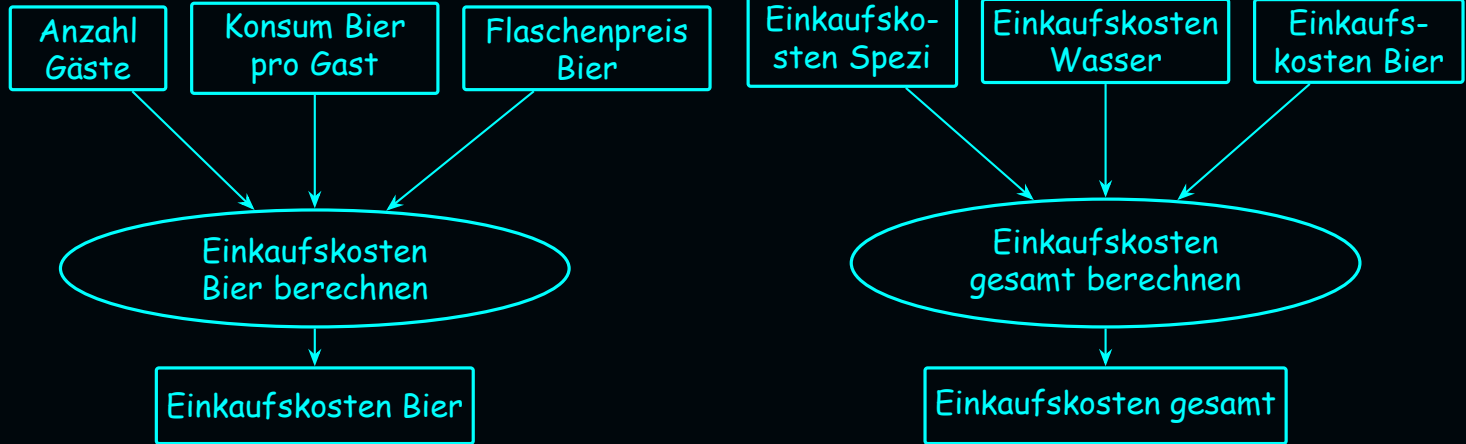 Anzahl
Gäste
Konsum Bier
pro Gast
Flaschenpreis
Bier
Einkaufskosten
Bier berechnen
Einkaufskosten Bier
Einkaufsko-
sten Spezi
Einkaufskosten
Wasser
Einkaufs-
kosten Bier
Einkaufskosten
gesamt berechnen
Einkaufskosten gesamt